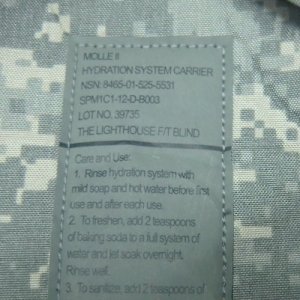 MOLLE II
HYDRATION SYSTEM CARRIER
NSN: 8465-01-525-5531
SPM1C1-12-D-B003
LOT NO. 39735
THE LIGHTHOUSE F/T BLIND
Care and Use:
1. Rinse hydration system with
mild soap and hot water before first
use and after each use.
2. To freshen, add 2 teaspoons
of baking soda to a full system of
water and let soak overnight.
Rinse well.
3. To sanitize, add 2 teaspoons of